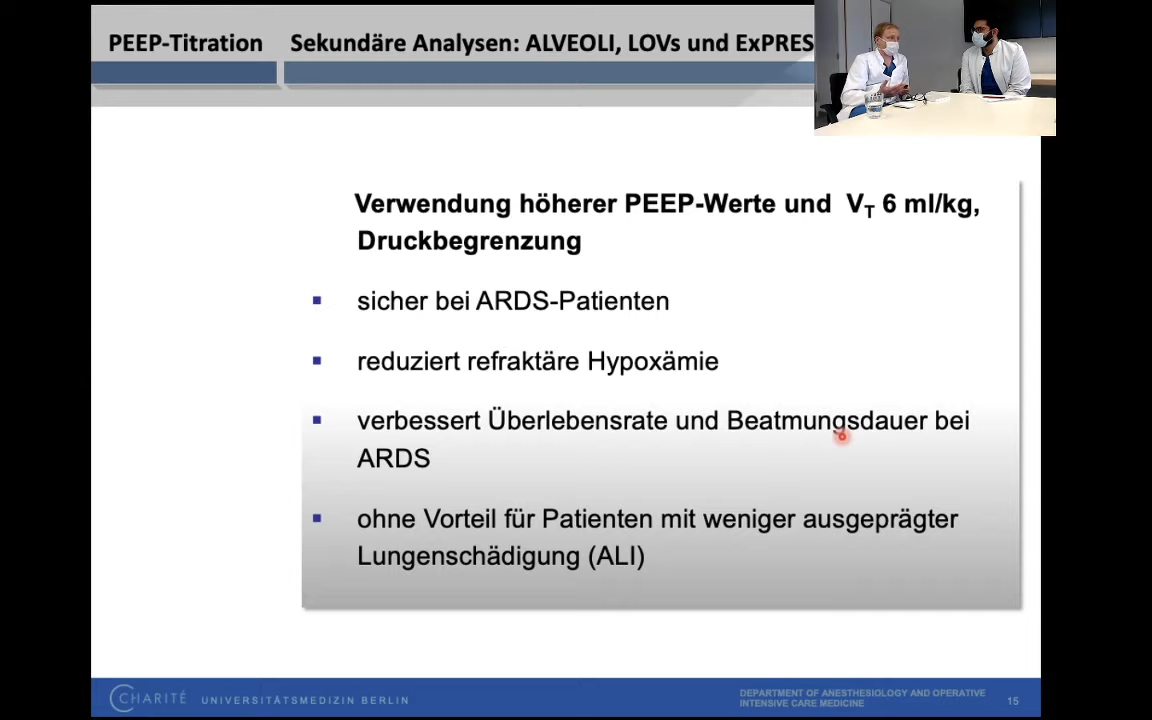 PEEP-Titration
Sekundäre Analysen: ALVEOLI, LOVs und ExPRES
Verwendung höherer PEEP-Werte und VT 6 ml/kg,
Druckbegrenzung
▪ sicher bei ARDS-Patienten
▪ reduziert refraktäre Hypoxämie
▪ verbessert Überlebensrate und Beatmungsdauer bei
ARDS
▪ ohne Vorteil für Patienten mit weniger ausgeprägter
Lungenschädigung (ALI)
CHARITÉ UNIVERSITÄTSMEDIZIN BERLIN
DEPARTMENT OF ANESTHESIOLOGY AND OPERATIVE
INTENSIVE CARE MEDICINE
15